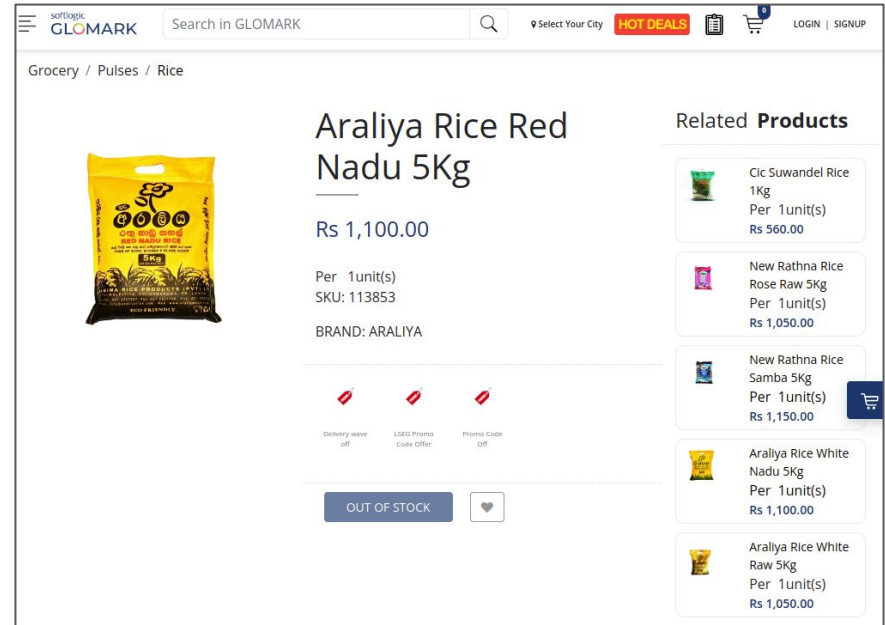 softlogic
GLOMARK
Search in GLOMARK
Select Your City
HOT DEALS
0
LOGIN | SIGNUP
Grocery / Pulses / Rice
අරලිය
රතු නාඩු සහල්
RED NADU RICE
5Kg
ECO FRIENDLY
Araliya Rice Red
Nadu 5Kg
Rs 1,100.00
Per 1unit(s)
SKU: 113853
BRAND: ARALIYA
Delivery wave
off
LSEG Promo
Code Offer
Promo Code
Off
OUT OF STOCK
Related Products
Cic Suwandel Rice
1Kg
Per 1unit(s)
Rs 560.00
New Rathna Rice
Rose Raw 5Kg
Per 1unit(s)
Rs 1,050.00
New Rathna Rice
Samba 5Kg
Per 1unit(s)
Rs 1,150.00
Araliya Rice White
Nadu 5Kg
Per 1unit(s)
Rs 1,100.00
Araliya Rice White
Raw 5Kg
Per 1unit(s)
Rs 1,050.00